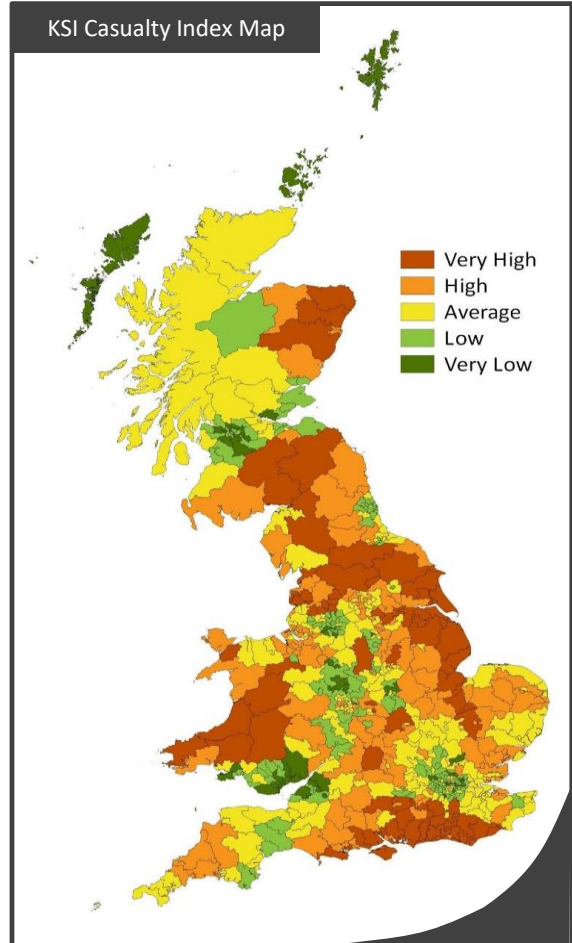 KSI Casualty Index Map
Very High
High
Average
Low
Very Low